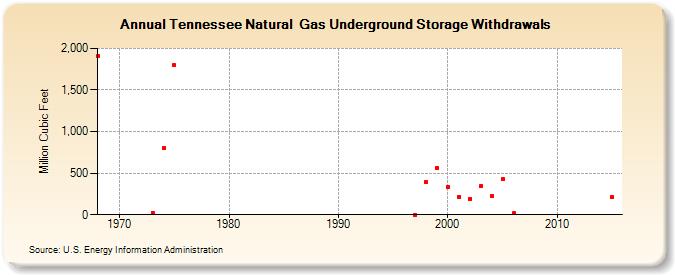 Annual Tennessee Natural Gas Underground Storage Withdrawals
Million Cubic Feet
2,000
1,500
1,000
500
0
1970 1980 1990 2000 2010
Source: U.S. Energy Information Administration